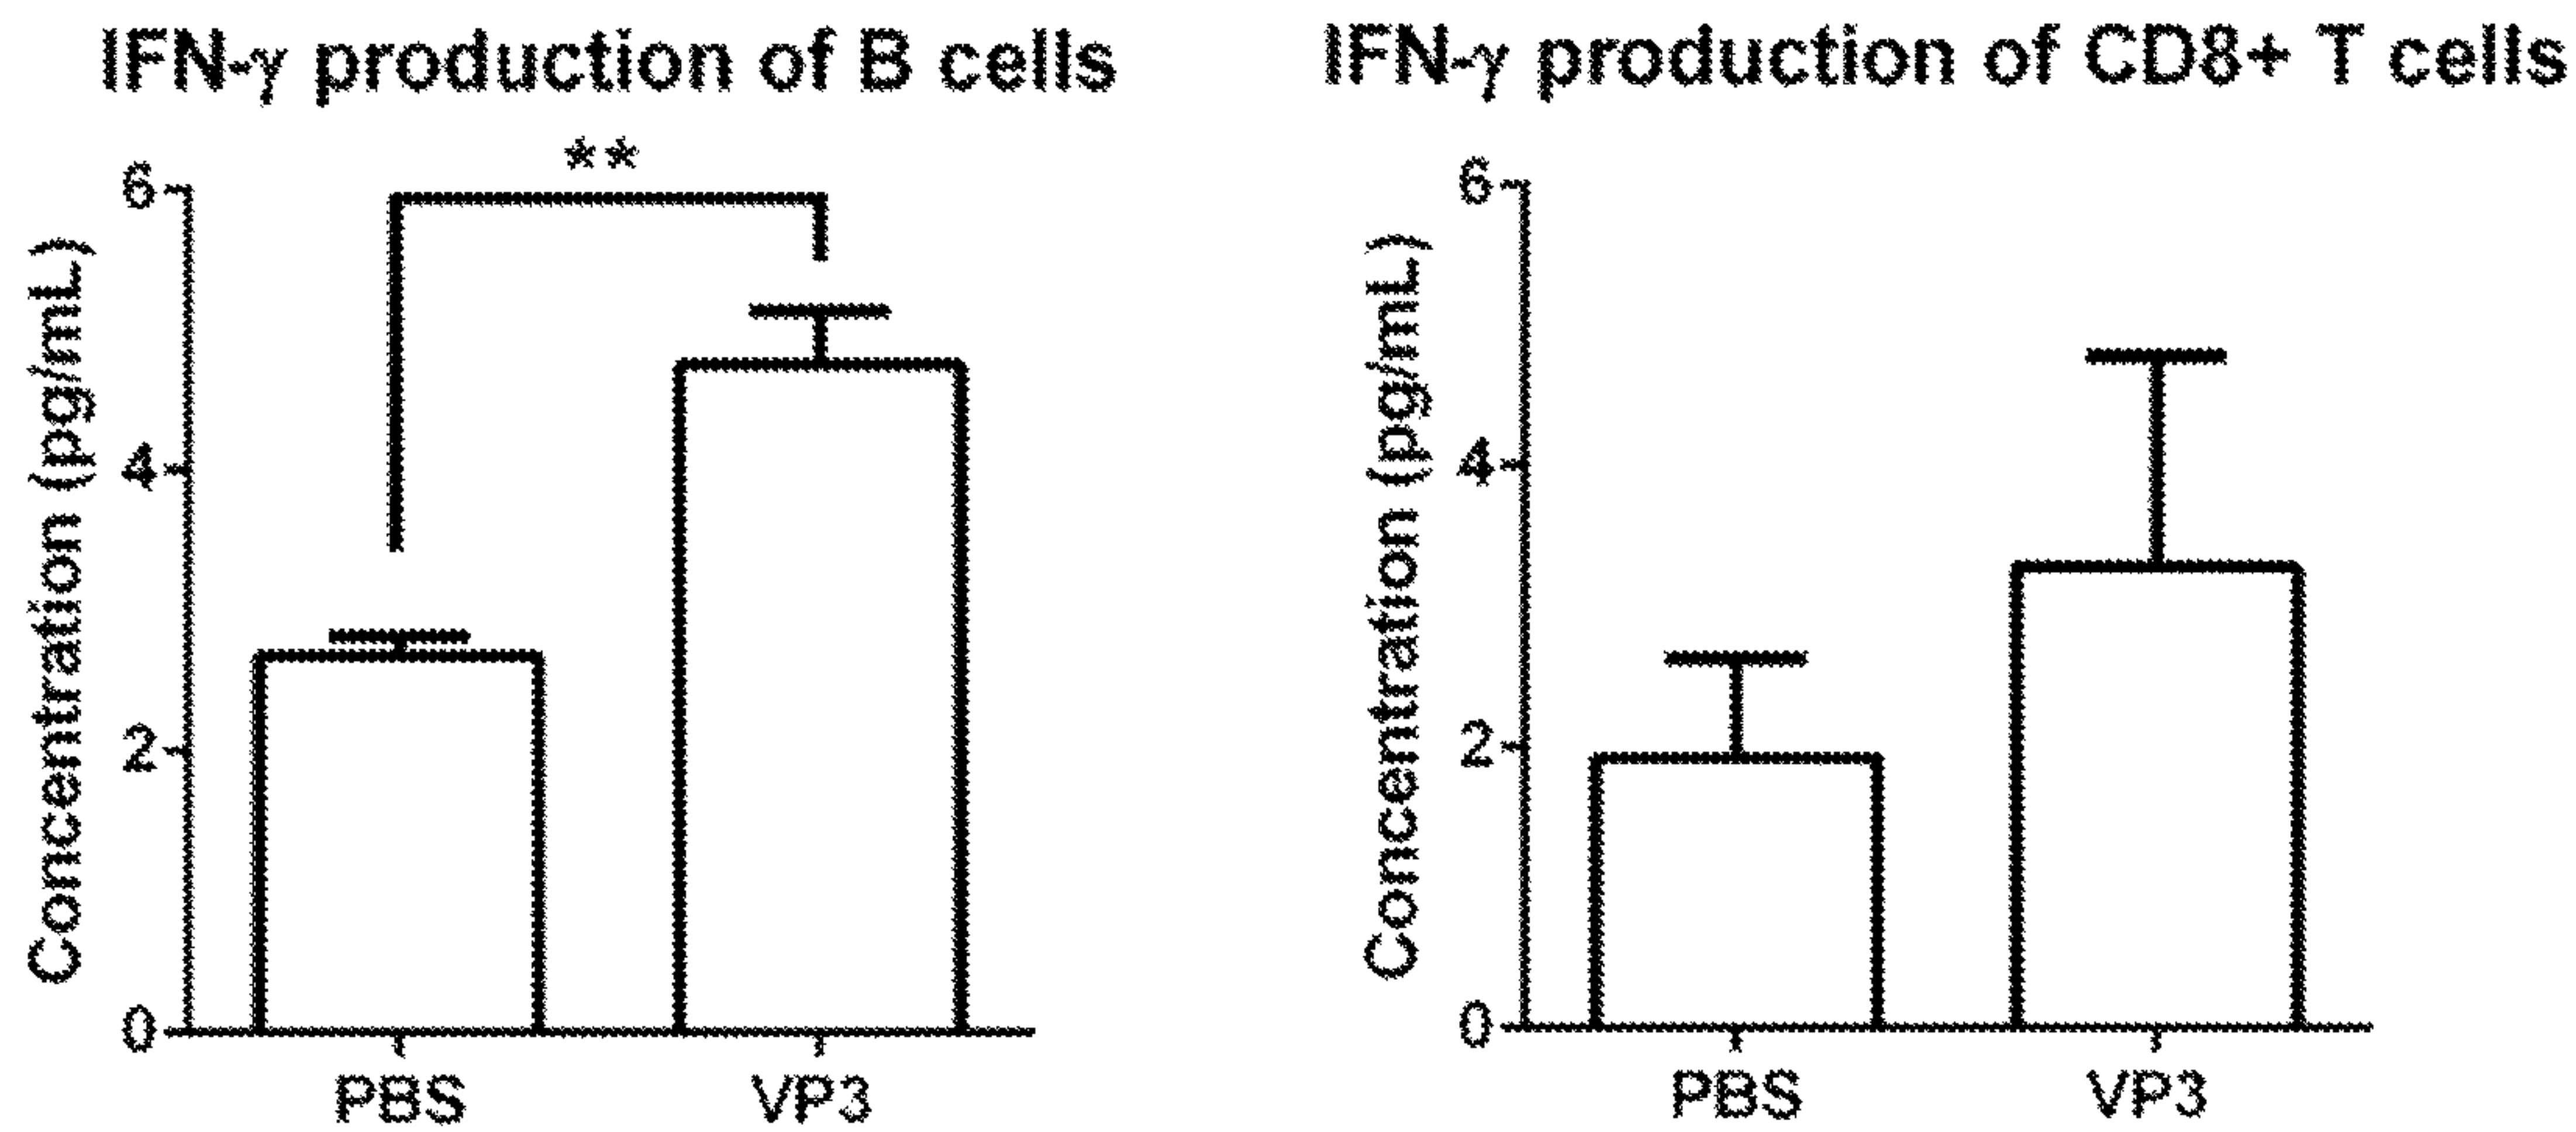 IFN-γ production of B cells
**
6
4
2
0
Concentration (pg/mL)
PBS VP3
IFN-γ production of CD8+ T cells
6
4
2
0
Concentration (pg/mL)
PBS VP3